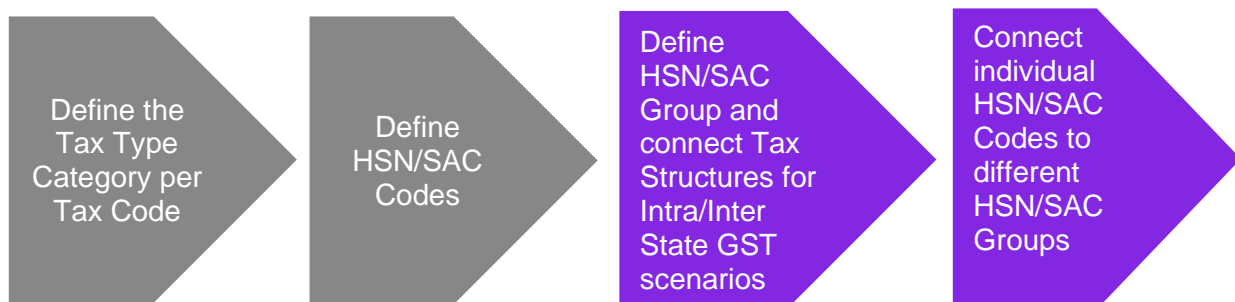 Define the
Tax Type
Category per
Tax Code
Define
HSN/SAC
Codes
Define
HSN/SAC
Group and
connect Tax
Structures for
Intra/Inter
State GST
scenarios
Connect
individual
HSN/SAC
Codes to
different
HSN/SAC
Groups